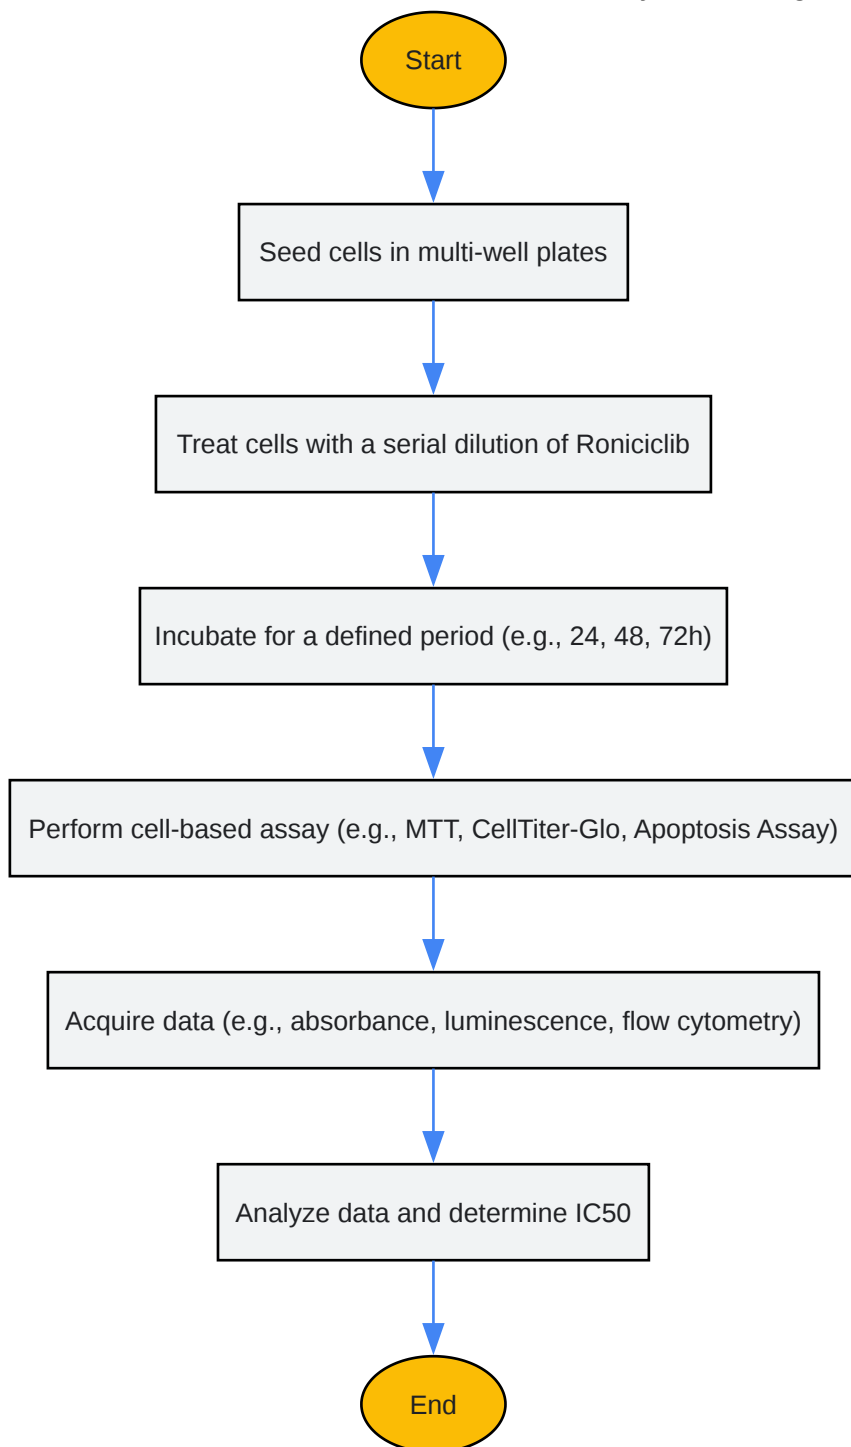 Start
Seed cells in multi-well plates
Treat cells with a serial dilution of Roniciclib
Incubate for a defined period (e.g., 24, 48, 72h)
Perform cell-based assay (e.g., MTT, CellTiter-Glo, Apoptosis Assay)
Acquire data (e.g., absorbance, luminescence, flow cytometry)
Analyze data and determine IC50
End